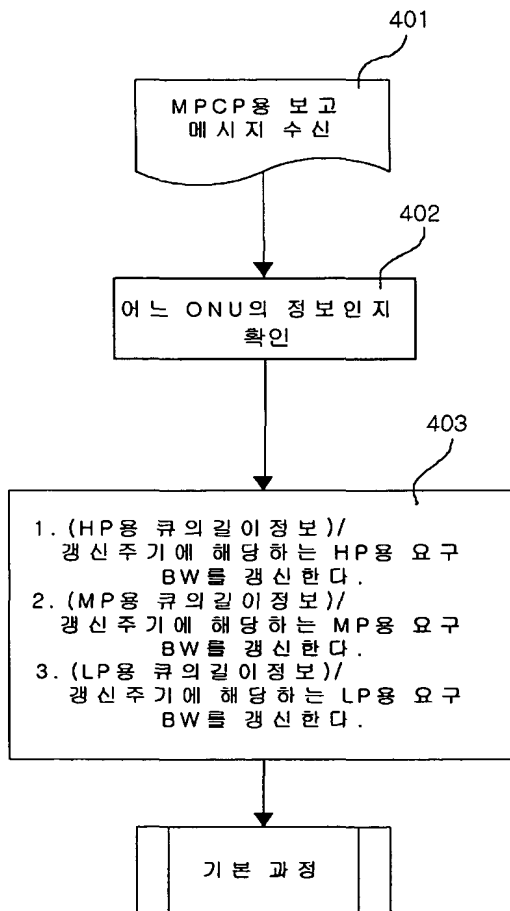 401
MPCP용 보고
메시지 수신
402
어느 ONU의 정보인지
확인
403
1. (HP용 큐의길이정보)/
갱신주기에 해당하는 HP용 요구
BW를 갱신한다.
2. (MP용 큐의길이정보)/
갱신주기에 해당하는 MP용 요구
BW를 갱신한다.
3. (LP용 큐의길이정보)/
갱신주기에 해당하는 LP용 요구
BW를 갱신한다.
기본 과정